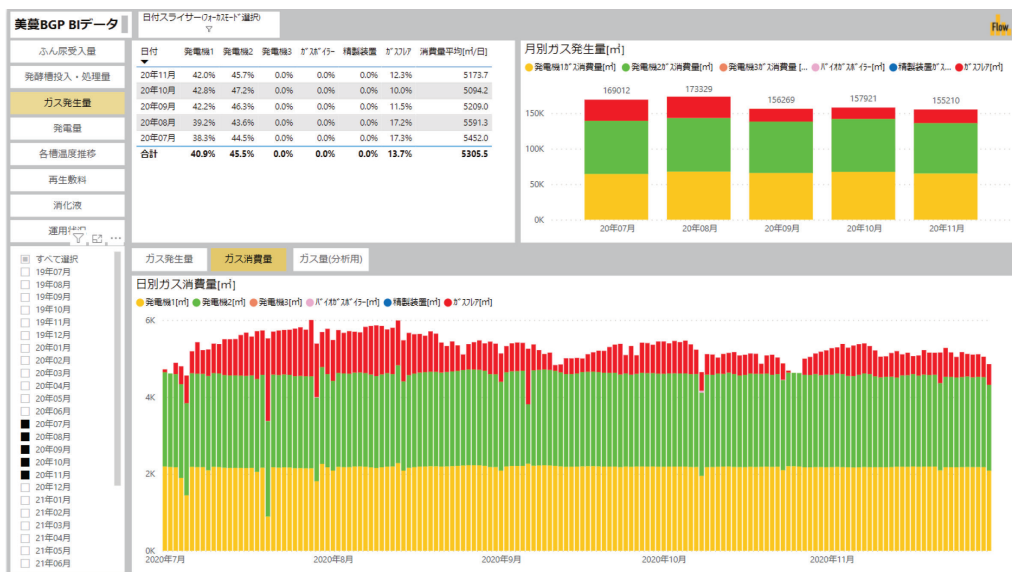 美蔓BGP BIデータ
ふん尿受入量
発酵槽投入・処理量
ガス発生量
発電量
各槽温度推移
再生敷料
消化液
運用状況
すべて選択
19年07月
19年08月
19年09月
19年10月
19年11月
19年12月
20年01月
20年02月
20年03月
20年04月
20年05月
20年06月
20年07月
20年08月
20年09月
20年10月
20年11月
20年12月
21年01月
21年02月
21年03月
21年04月
21年05月
21年06月
日付スライサー(フォーカスモード選択)
Flow
日付 発電機1 発電機2 発電機3 ガスボイラー 精製装置 ガスフレア 消費量平均[㎥/日]
20年11月 42.0% 45.7% 0.0% 0.0% 0.0% 12.3% 5173.7
20年10月 42.8% 47.2% 0.0% 0.0% 0.0% 10.0% 5094.2
20年09月 42.2% 46.3% 0.0% 0.0% 0.0% 11.5% 5209.0
20年08月 39.2% 43.6% 0.0% 0.0% 0.0% 17.2% 5591.3
20年07月 38.3% 44.5% 0.0% 0.0% 0.0% 17.3% 5452.0
合計 40.9% 45.5% 0.0% 0.0% 0.0% 13.7% 5305.5
月別ガス発生量[㎥]
発電機1ガス消費量[㎥] 発電機2ガス消費量[㎥] 発電機3ガス消費量 [... バイオガスボイラー[㎥] 精製装置ガス... ガスフレア[㎥]
169012 173329 156269 157921 155210
150K
100K
50K
0K
20年07月 20年08月 20年09月 20年10月 20年11月
ガス発生量 ガス消費量 ガス量(分析用)
日別ガス消費量[㎥]
発電機1[㎥] 発電機2[㎥] 発電機3[㎥] バイオガスボイラー[㎥] 精製装置[㎥] ガスフレア[㎥]
6K
4K
2K
0K
2020年7月 2020年8月 2020年9月 2020年10月 2020年11月